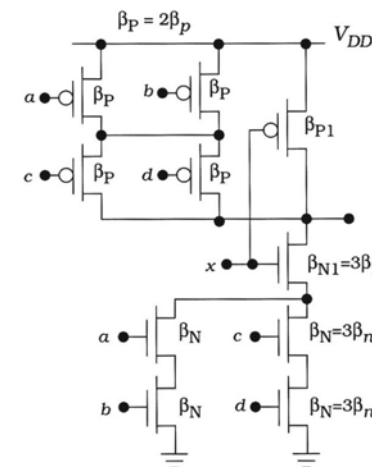 β_P = 2β_p
V_DD
a β_P b β_P
β_P1
c β_P d β_P
x
β_N1=3β
a β_N c β_N=3β_n
b β_N d β_N=3β_n